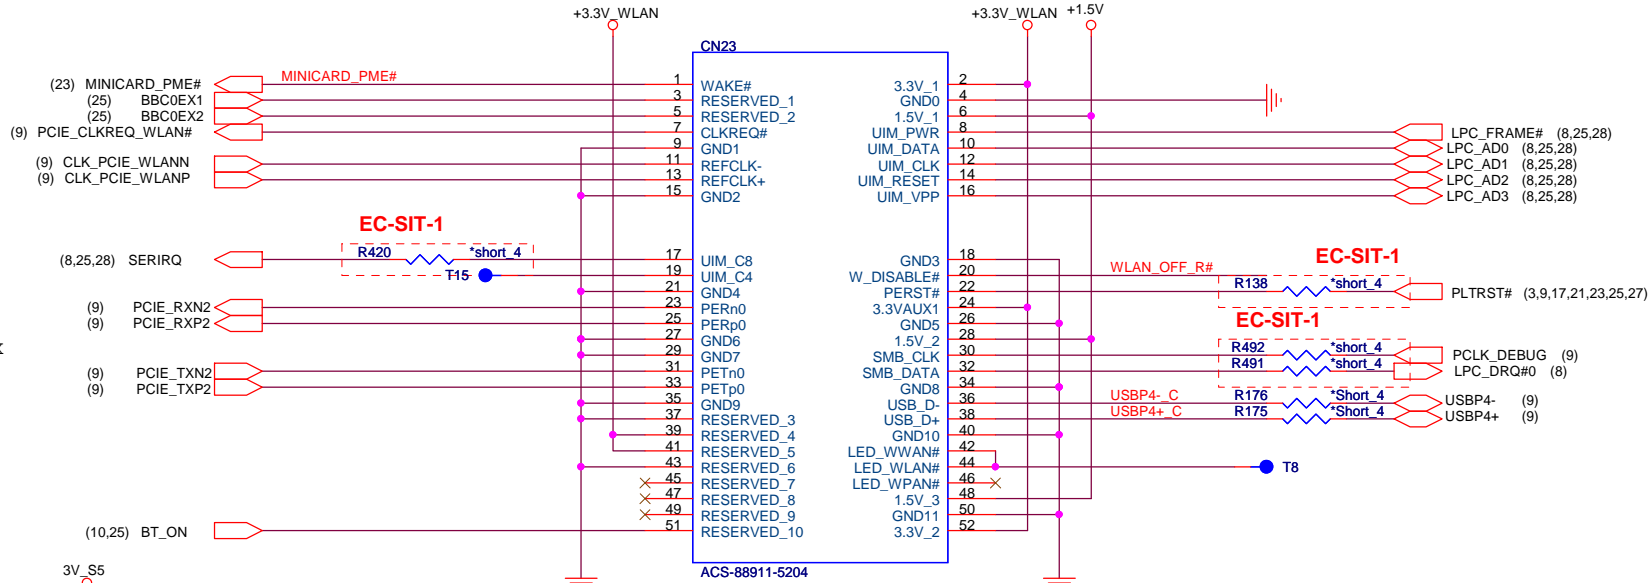 +3.3V_WLAN +3.3V_WLAN +1.5V
CN23
(23) MINICARD_PME# MINICARD_PME# 1 WAKE# 3.3V_1 2
(25) BBC0EX1 3 RESERVED_1 GND0 4
(25) BBC0EX2 5 RESERVED_2 1.5V_1 6
(9) PCIE_CLKREQ_WLAN# 7 CLKREQ# UIM_PWR 8 LPC_FRAME# (8,25,28)
9 GND1 UIM_DATA 10 LPC_AD0 (8,25,28)
(9) CLK_PCIE_WLANN 11 REFCLK- UIM_CLK 12 LPC_AD1 (8,25,28)
(9) CLK_PCIE_WLANP 13 REFCLK+ UIM_RESET 14 LPC_AD2 (8,25,28)
15 GND2 UIM_VPP 16 LPC_AD3 (8,25,28)
EC-SIT-1
(8,25,28) SERIRQ R420 *short_4 17 UIM_C8 GND3 18
EC-SIT-1
T15 19 UIM_C4 W_DISABLE# 20 WLAN_OFF_R#
21 GND4 PERST# 22 R138 *short_4 PLTRST# (3,9,17,21,23,25,27)
(9) PCIE_RXN2 23 PERn0 3.3VAUX1 24
(9) PCIE_RXP2 25 PERp0 GND5 26
EC-SIT-1
27 GND6 1.5V_2 28
29 GND7 SMB_CLK 30 R492 *short_4 PCLK_DEBUG (9)
(9) PCIE_TXN2 31 PETn0 SMB_DATA 32 R491 *short_4 LPC_DRQ#0 (8)
(9) PCIE_TXP2 33 PETp0 GND8 34
35 GND9 USB_D- 36 USBP4-_C R176 *Short_4 USBP4- (9)
37 RESERVED_3 USB_D+ 38 USBP4+_C R175 *Short_4 USBP4+ (9)
39 RESERVED_4 GND10 40
41 RESERVED_5 LED_WWAN# 42
43 RESERVED_6 LED_WLAN# 44 T8
45 RESERVED_7 LED_WPAN# 46
47 RESERVED_8 1.5V_3 48
49 RESERVED_9 GND11 50
(10,25) BT_ON 51 RESERVED_10 3.3V_2 52
3V_S5
ACS-88911-5204